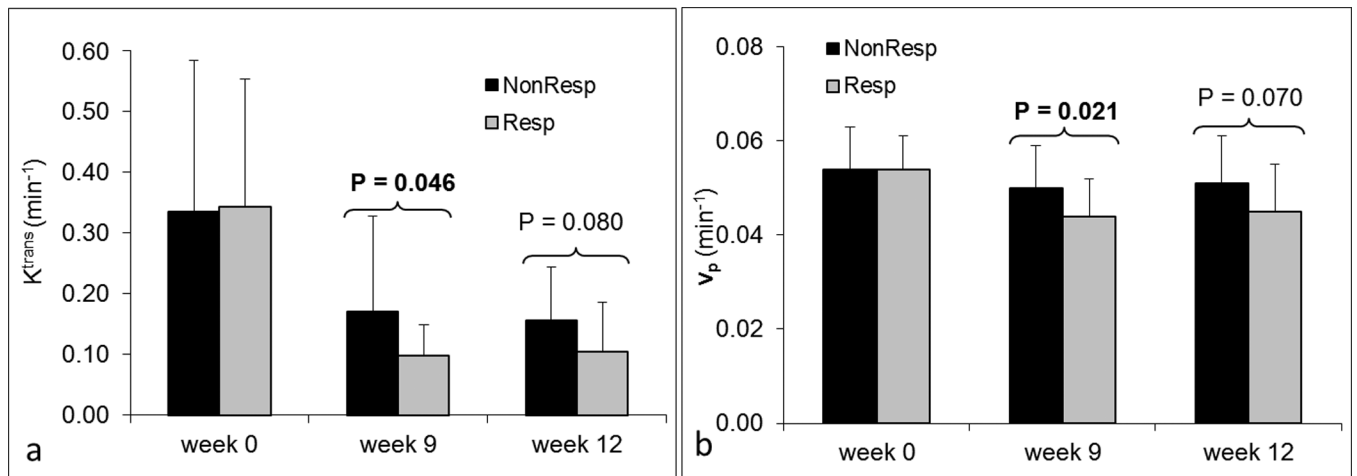 0.60
0.50
0.40
0.30
0.20
0.10
0.00
K^trans (min⁻¹)
NonResp
Resp
P = 0.046
P = 0.080
week 0
week 9
week 12
a
0.08
0.06
0.04
0.02
0.00
v_p (min⁻¹)
NonResp
Resp
P = 0.021
P = 0.070
week 0
week 9
week 12
b